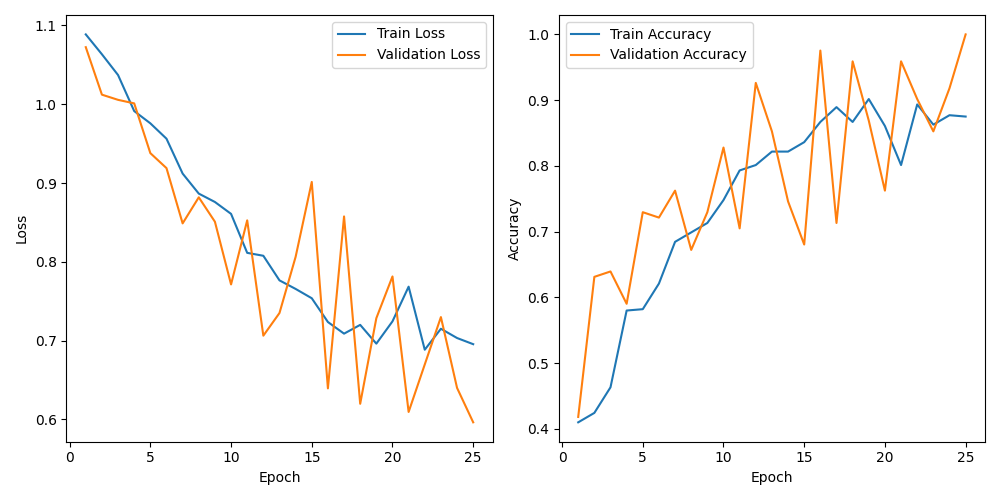 1.1
1.0
0.9
0.8
0.7
0.6
Loss
0 5 10 15 20 25
Epoch
Train Loss
Validation Loss
1.0
0.9
0.8
0.7
0.6
0.5
0.4
Accuracy
0 5 10 15 20 25
Epoch
Train Accuracy
Validation Accuracy